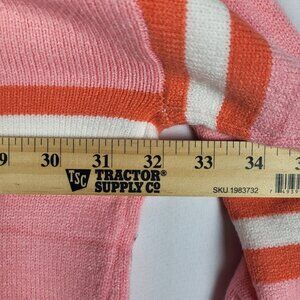 29 30 31 32 33 34
TSC TRACTOR
SUPPLY CO
SKU.1983732